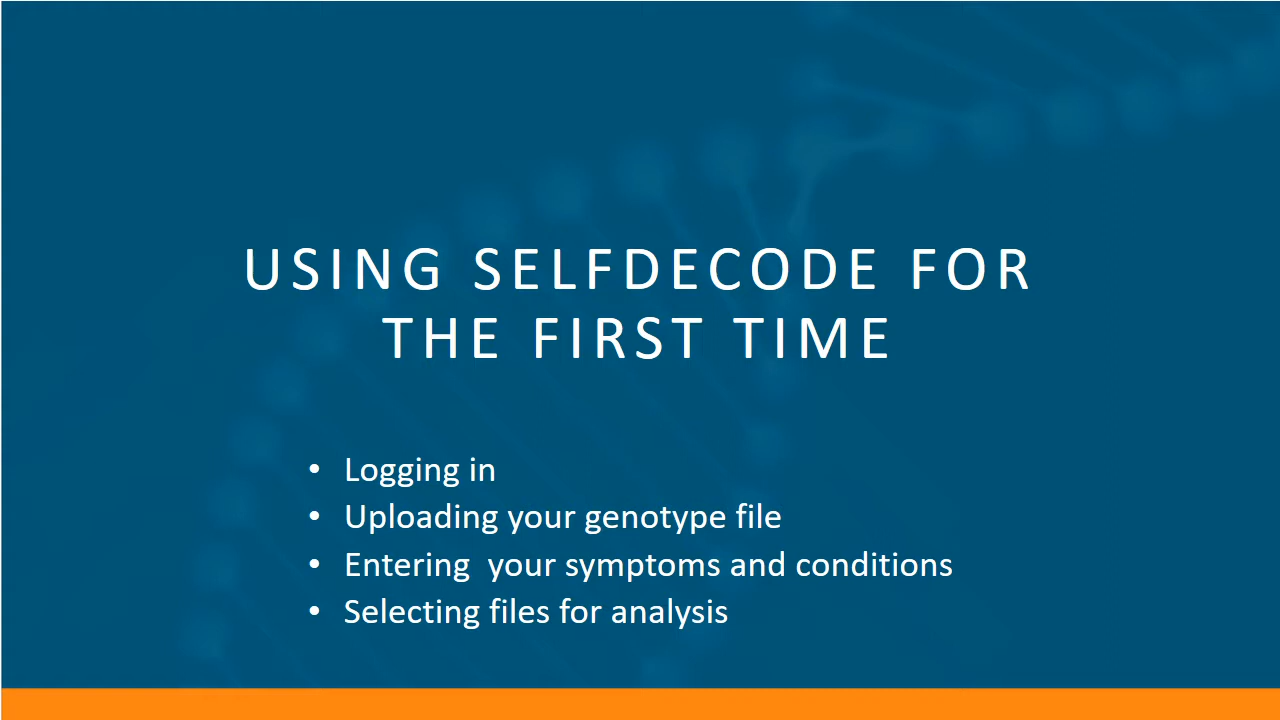 USING SELFDECODE FOR
THE FIRST TIME
• Logging in
• Uploading your genotype file
• Entering  your symptoms and conditions
• Selecting files for analysis